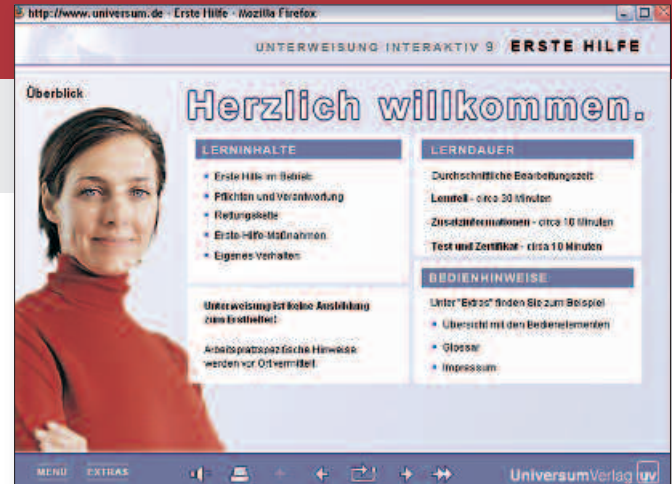 http://www.universum.de - Erste Hilfe - Mozilla Firefox
UNTERWEISUNG INTERAKTIV 9 ERSTE HILFE
Überblick
Herzlich willkommen.
LERNINHALTE
Erste Hilfe im Betrieb
Pflichten und Verantwortung
Rettungskette
Erste-Hilfe-Maßnahmen
Eigenes Verhalten
Unterweisung ist keine Ausbildung
zum Ersthelfer!
Arbeitsplatzspezifische Hinweise
werden vor Ort vermittelt.
LERNDAUER
Durchschnittliche Bearbeitungszeit
Lernteil - circa 30 Minuten
Zusatzinformationen - circa 10 Minuten
Test und Zertifikat - circa 10 Minuten
BEDIENHINWEISE
Unter "Extras" finden Sie zum Beispiel
Übersicht mit den Bedienelementen
Glossar
Impressum
MENÜ EXTRAS
UniversumVerlag uv